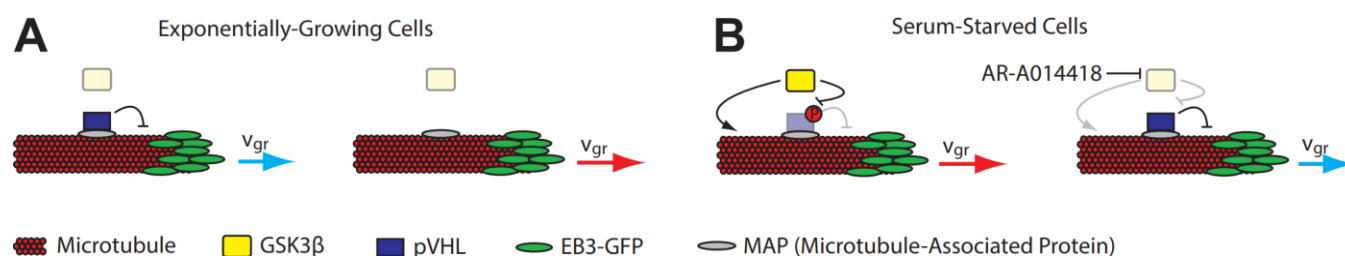 A
Exponentially-Growing Cells
B
Serum-Starved Cells
AR-A014418
P
vgr
vgr
vgr
vgr
Microtubule
GSK3β
pVHL
EB3-GFP
MAP (Microtubule-Associated Protein)